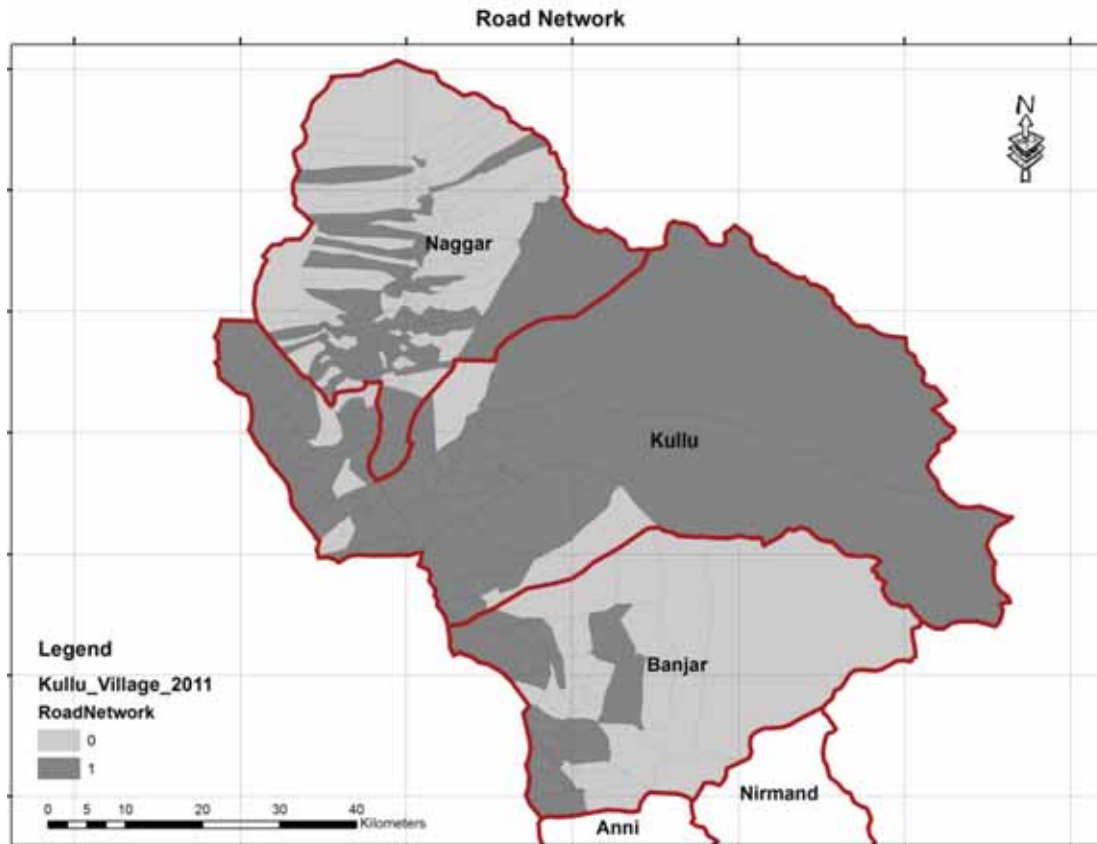 Road Network
N
Naggar
Kullu
Banjar
Nirmand
Anni
Legend
Kullu_Village_2011
RoadNetwork
0
1
0 5 10 20 30 40
Kilometers